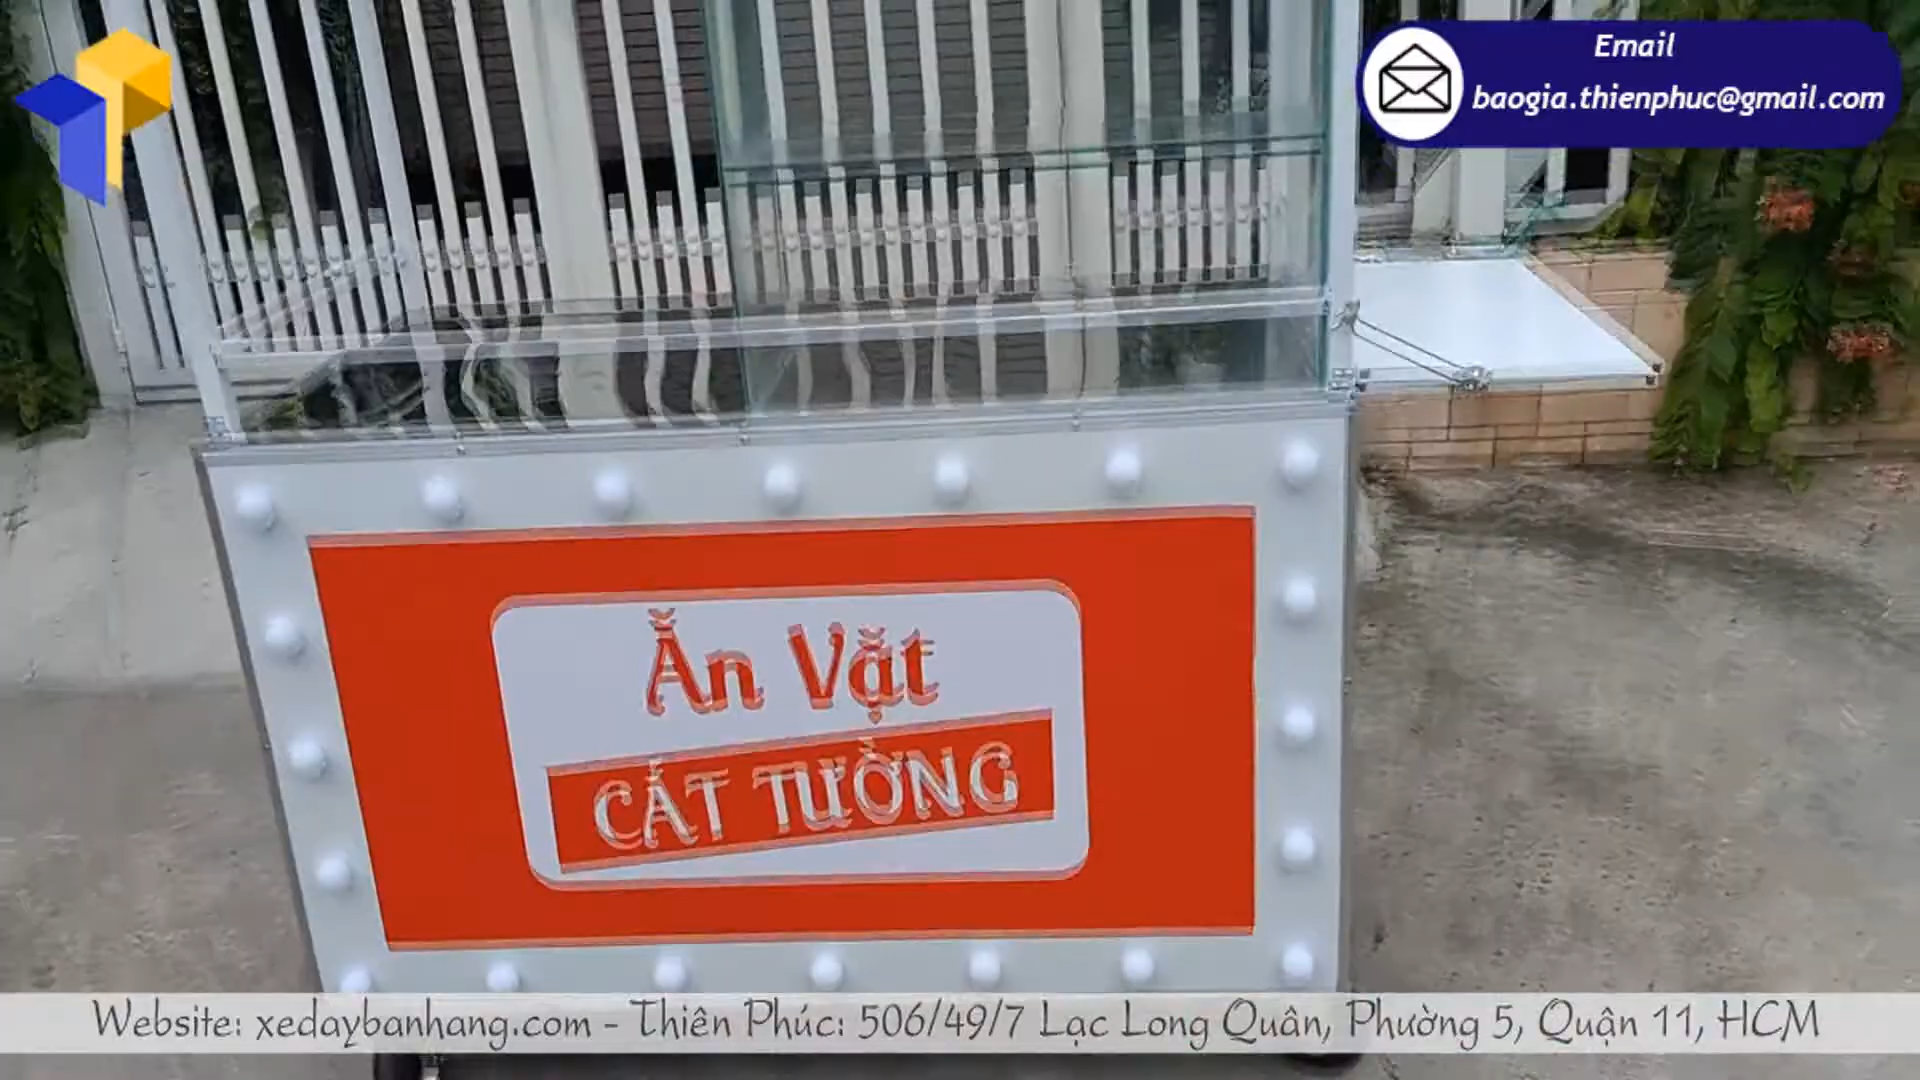 Email
baogia.thienphuc@gmail.com
Ăn Vặt
CÁT TƯỜNG
Website: xedaybanhang.com - Thiên Phúc: 506/49/7 Lạc Long Quân, Phường 5, Quận 11, HCM